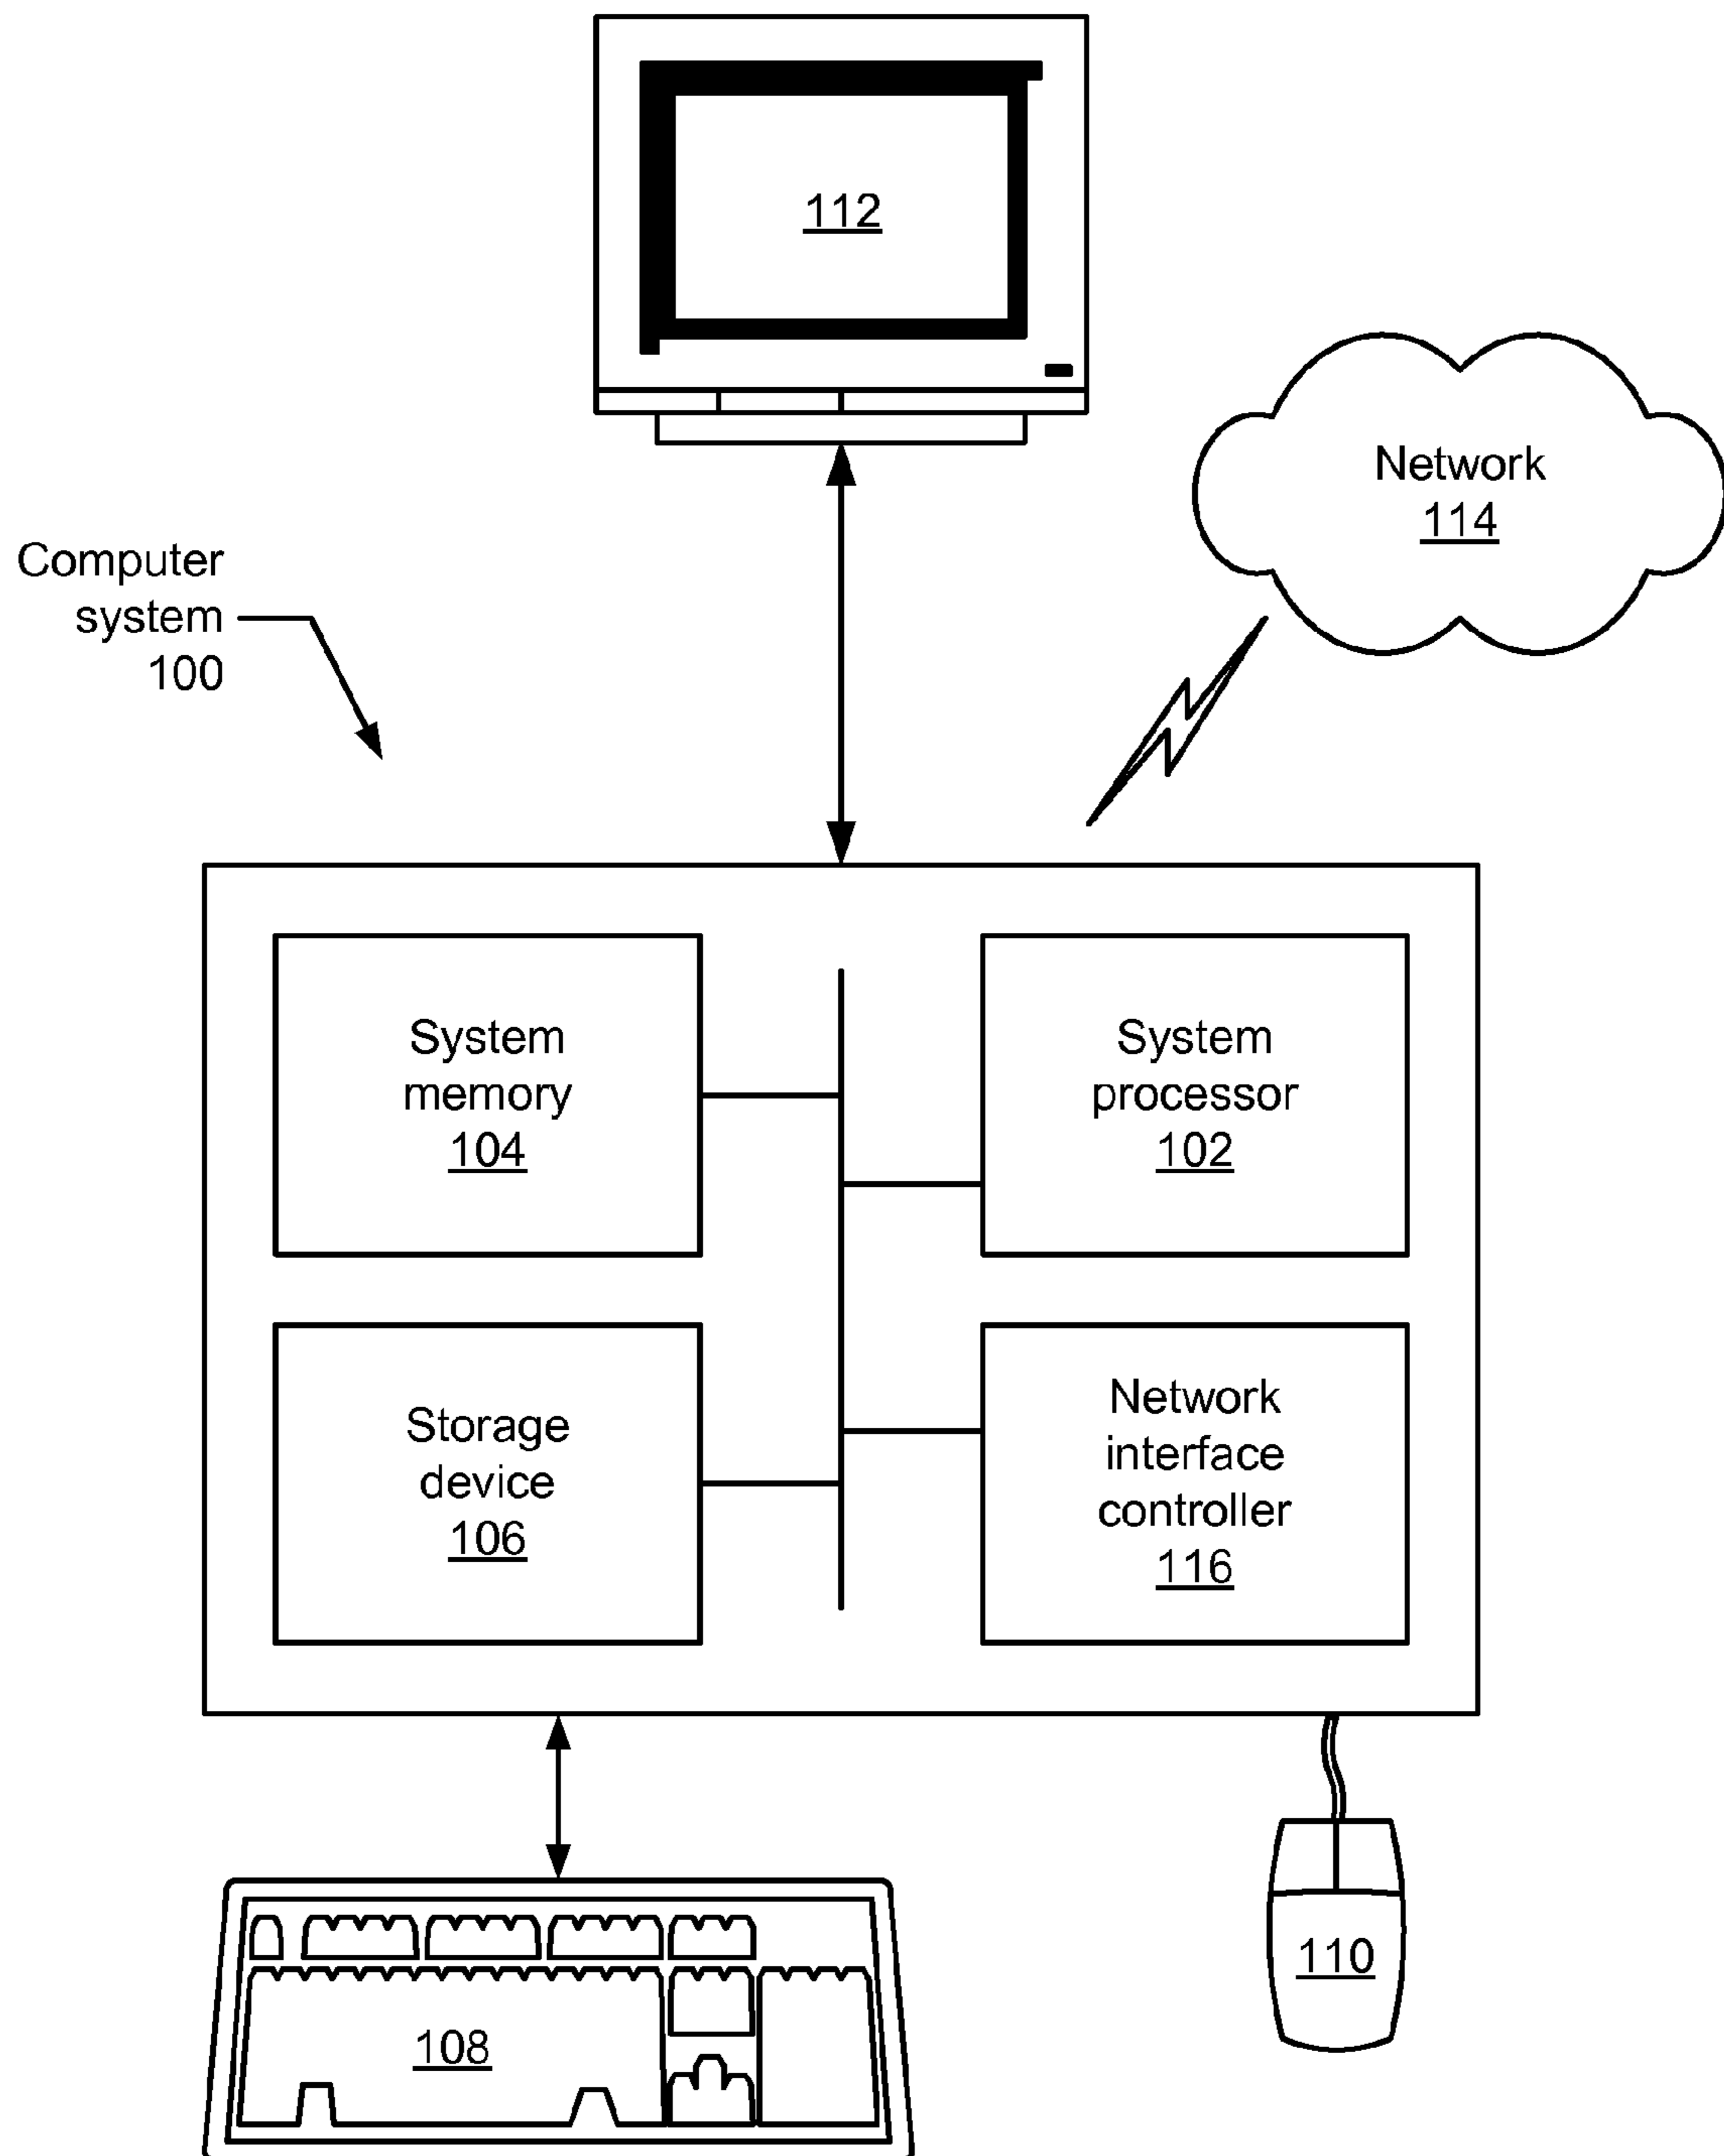 112
Network
114
Computer
system
100
System
memory
104
System
processor
102
Storage
device
106
Network
interface
controller
116
108
110